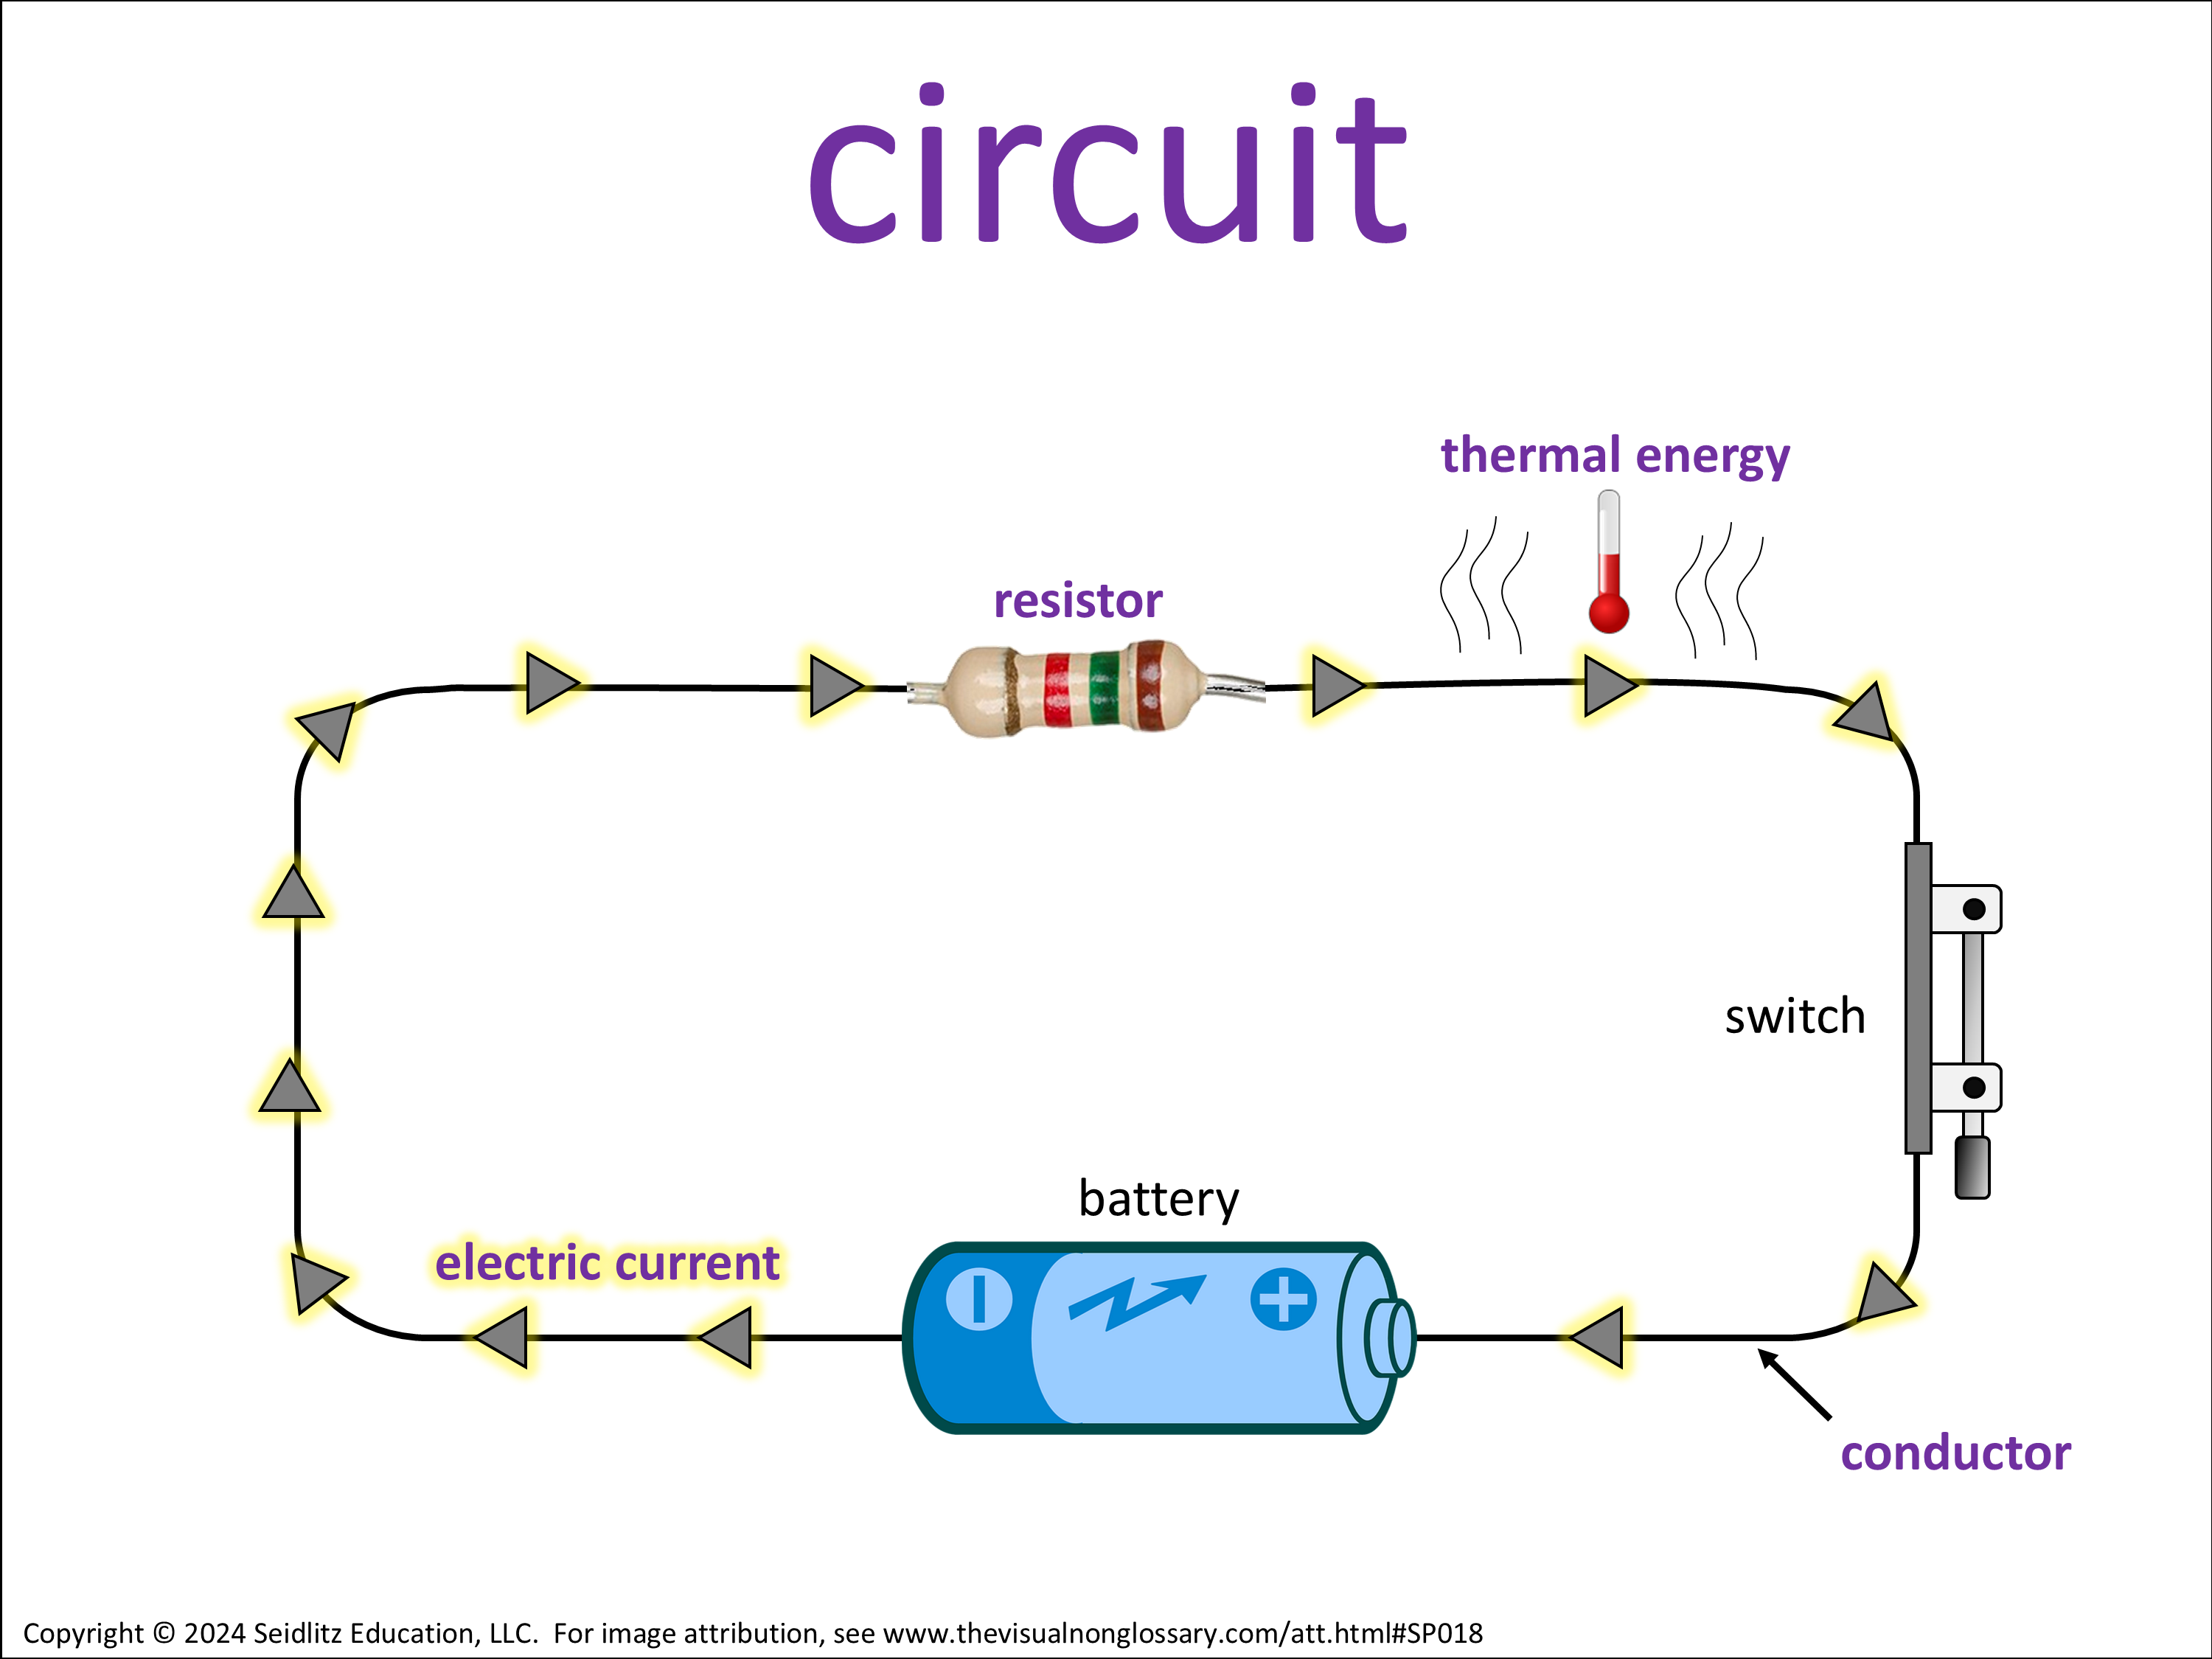 circuit
thermal energy
resistor
switch
battery
electric current
conductor
Copyright © 2024 Seidlitz Education, LLC.  For image attribution, see www.thevisualnonglossary.com/att.html#SP018